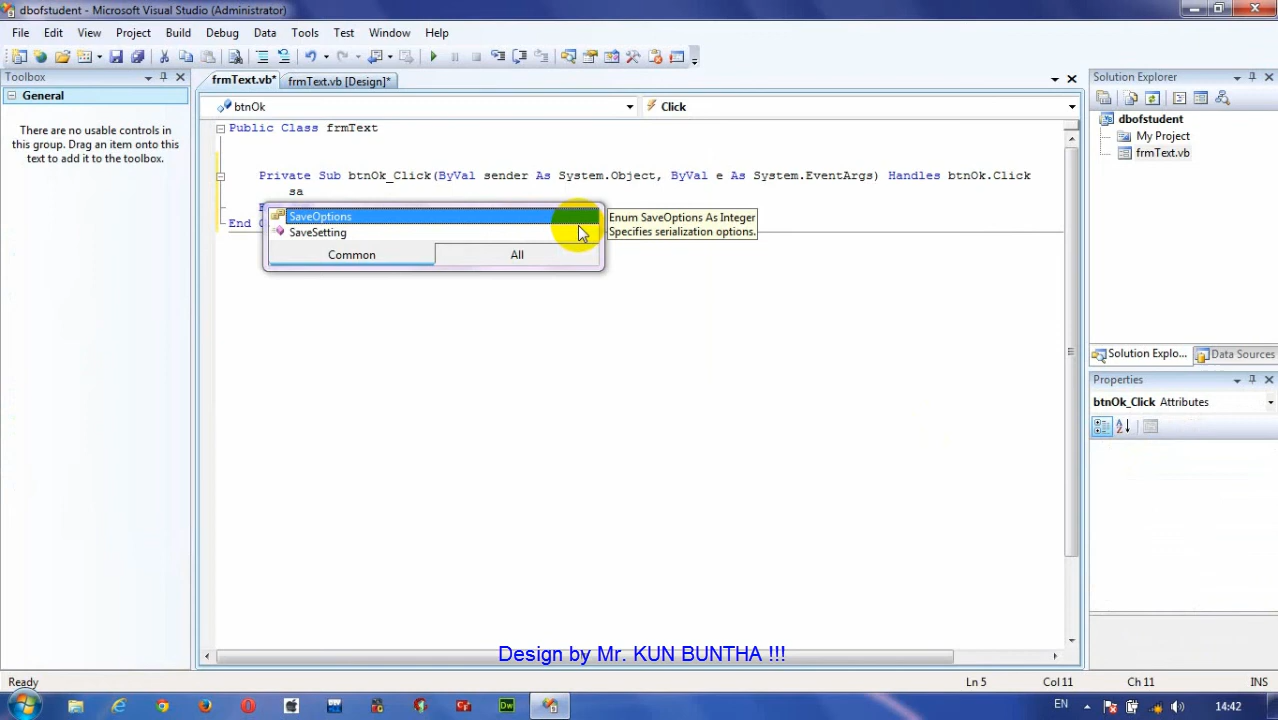 dbofstudent - Microsoft Visual Studio (Administrator)
File Edit View Project Build Debug Data Tools Test Window Help
Toolbox
General
There are no usable controls in
this group. Drag an item onto this
text to add it to the toolbox.
frmText.vb* frmText.vb [Design]*
btnOk Click
Public Class frmText
Private Sub btnOk_Click(ByVal sender As System.Object, ByVal e As System.EventArgs) Handles btnOk.Click
sa
E
End C
SaveOptions
SaveSetting
Common All
Enum SaveOptions As Integer
Specifies serialization options.
Solution Explorer
dbofstudent
My Project
frmText.vb
Solution Explo... Data Sources
Properties
btnOk_Click Attributes
Design by Mr. KUN BUNTHA !!!
Ready Ln 5 Col 11 Ch 11 INS
EN 14:42